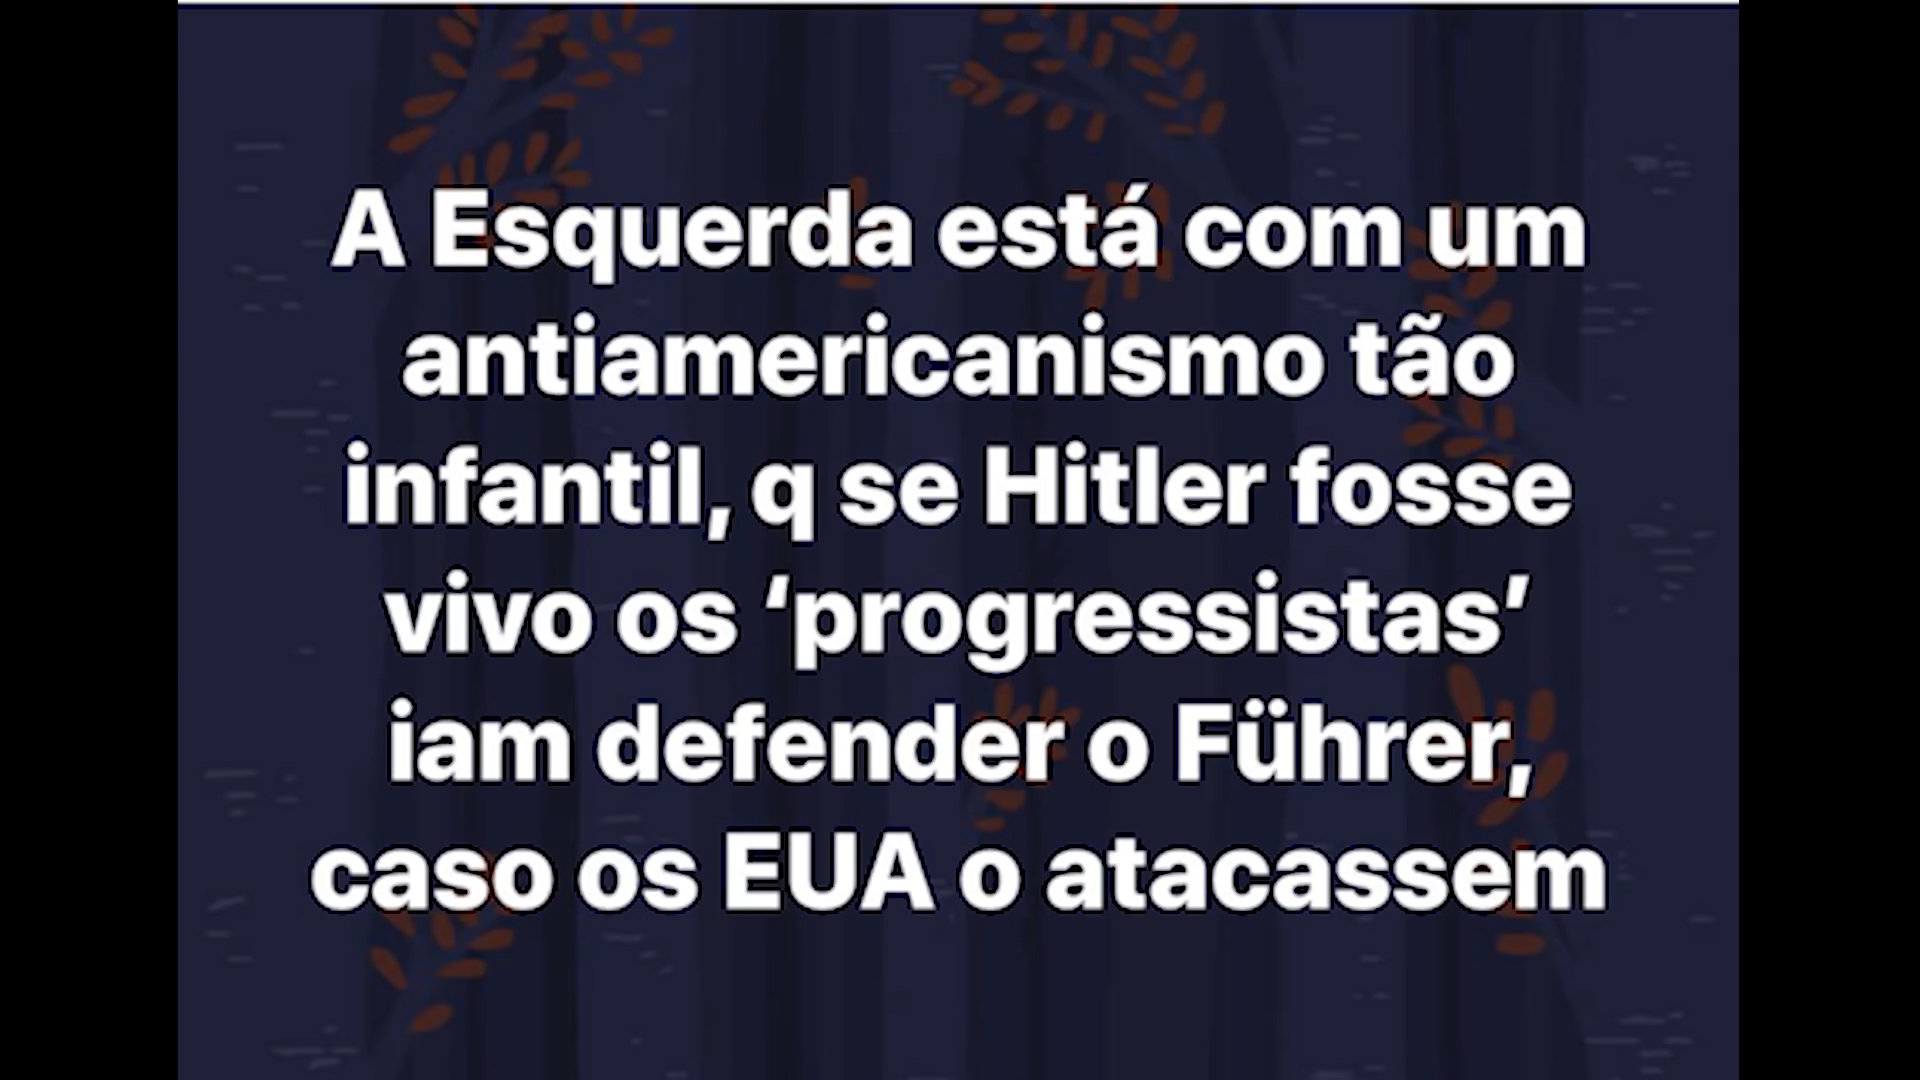 A Esquerda está com um
antiamericanismo tão
infantil, q se Hitler fosse
vivo os ‘progressistas’
iam defender o Führer,
caso os EUA o atacassem